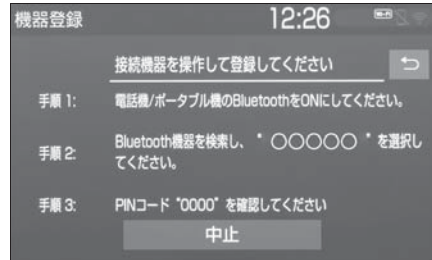 機器登録
12:26
Wi-Fi
接続機器を操作して登録してください
手順 1:
電話機/ポータブル機のBluetoothをONにしてください。
手順 2:
Bluetooth機器を検索し、" ○○○○○ "を選択し
てください。
手順 3:
PINコード "0000" を確認してください
中止